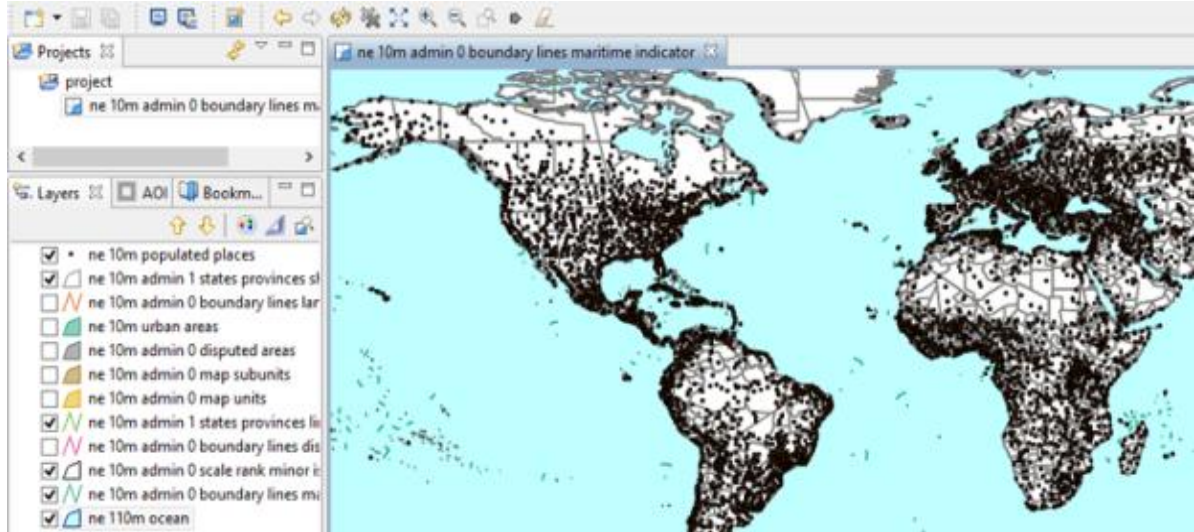 Projects
ne 10m admin 0 boundary lines maritime indicator
project
ne 10m admin 0 boundary lines m
Layers
AOI
Bookm...
ne 10m populated places
ne 10m admin 1 states provinces sh
ne 10m admin 0 boundary lines lar
ne 10m urban areas
ne 10m admin 0 disputed areas
ne 10m admin 0 map subunits
ne 10m admin 0 map units
ne 10m admin 1 states provinces li
ne 10m admin 0 boundary lines dis
ne 10m admin 0 scale rank minor i
ne 10m admin 0 boundary lines ma
ne 110m ocean